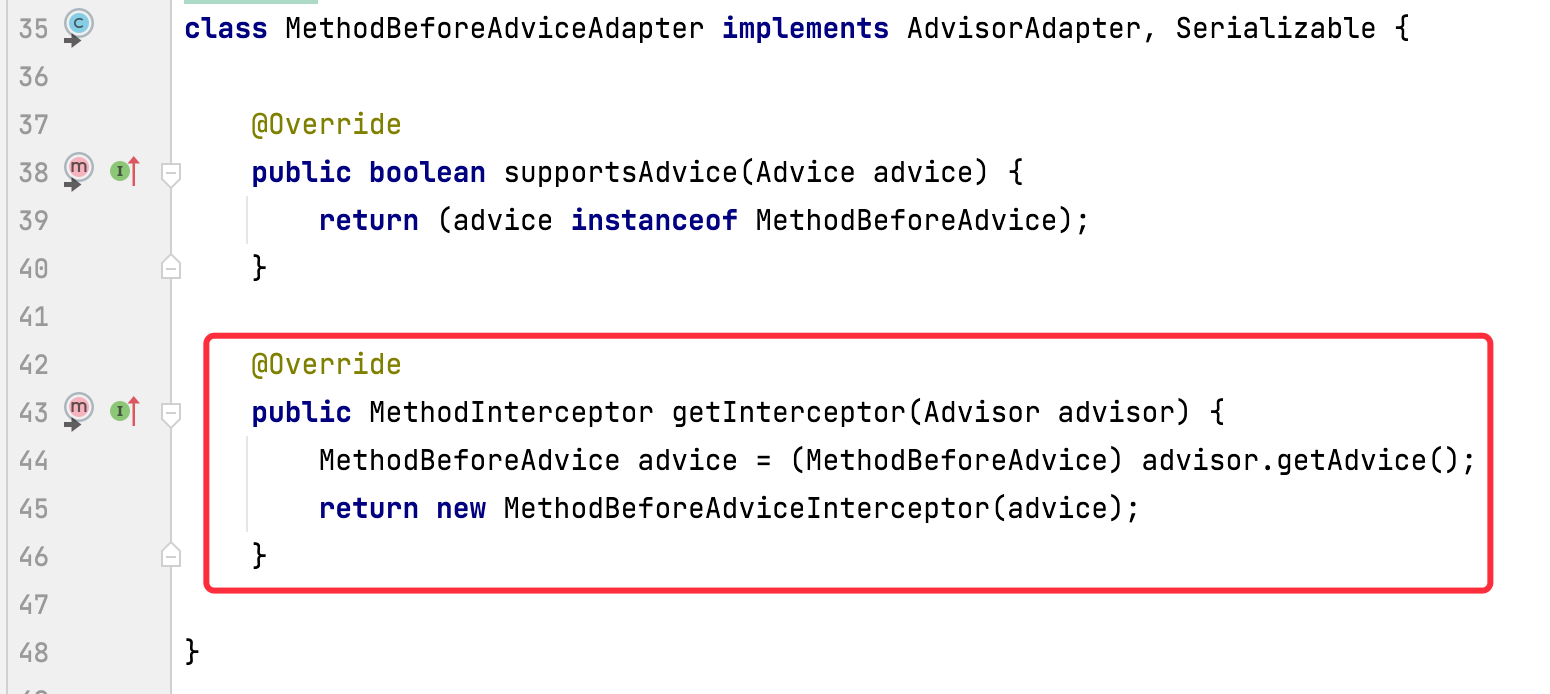 35 C class MethodBeforeAdviceAdapter implements AdvisorAdapter, Serializable {
36
37 @Override
38 m I public boolean supportsAdvice(Advice advice) {
39 return (advice instanceof MethodBeforeAdvice);
40 }
41
42 @Override
43 m I public MethodInterceptor getInterceptor(Advisor advisor) {
44 MethodBeforeAdvice advice = (MethodBeforeAdvice) advisor.getAdvice();
45 return new MethodBeforeAdviceInterceptor(advice);
46 }
47
48 }